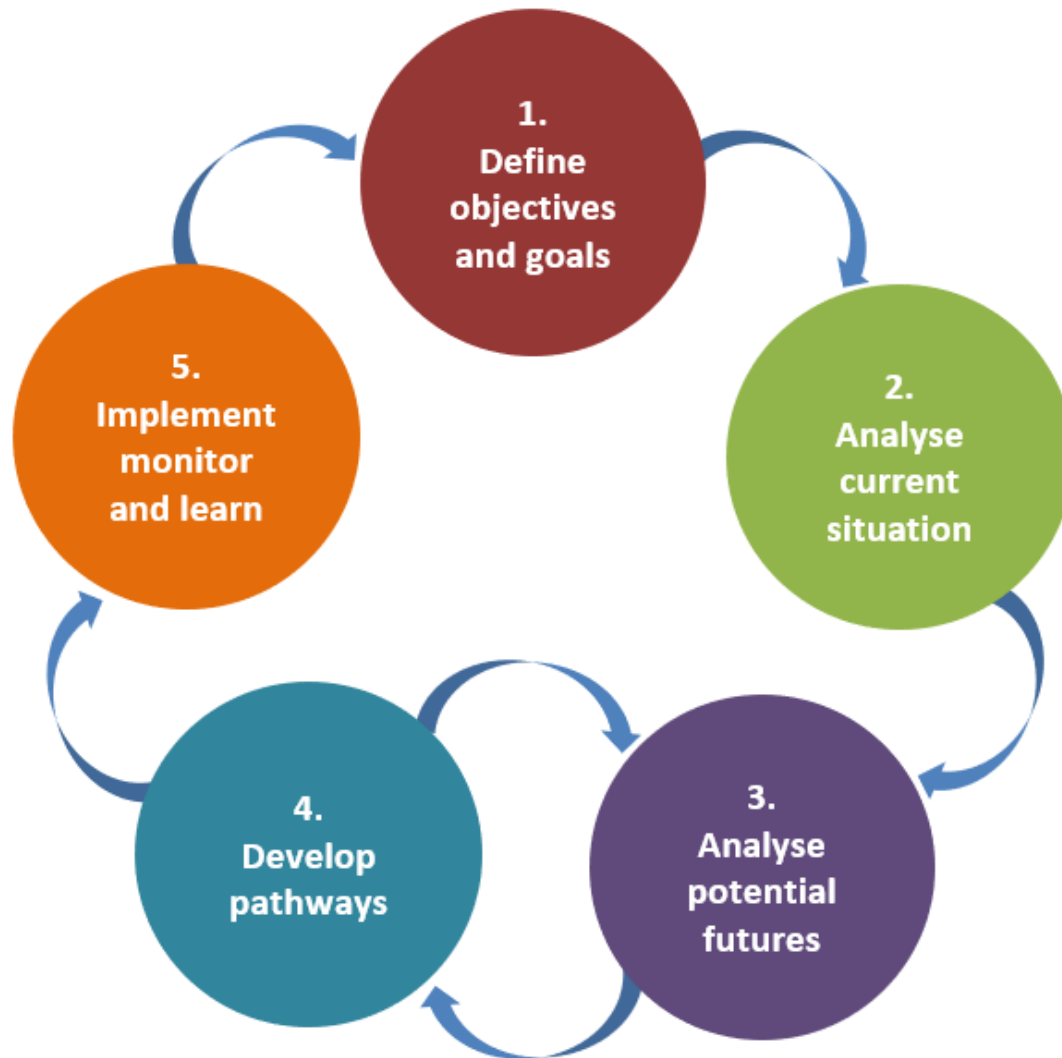 1.
Define
objectives
and goals
2.
Analyse
current
situation
3.
Analyse
potential
futures
4.
Develop
pathways
5.
Implement
monitor
and learn